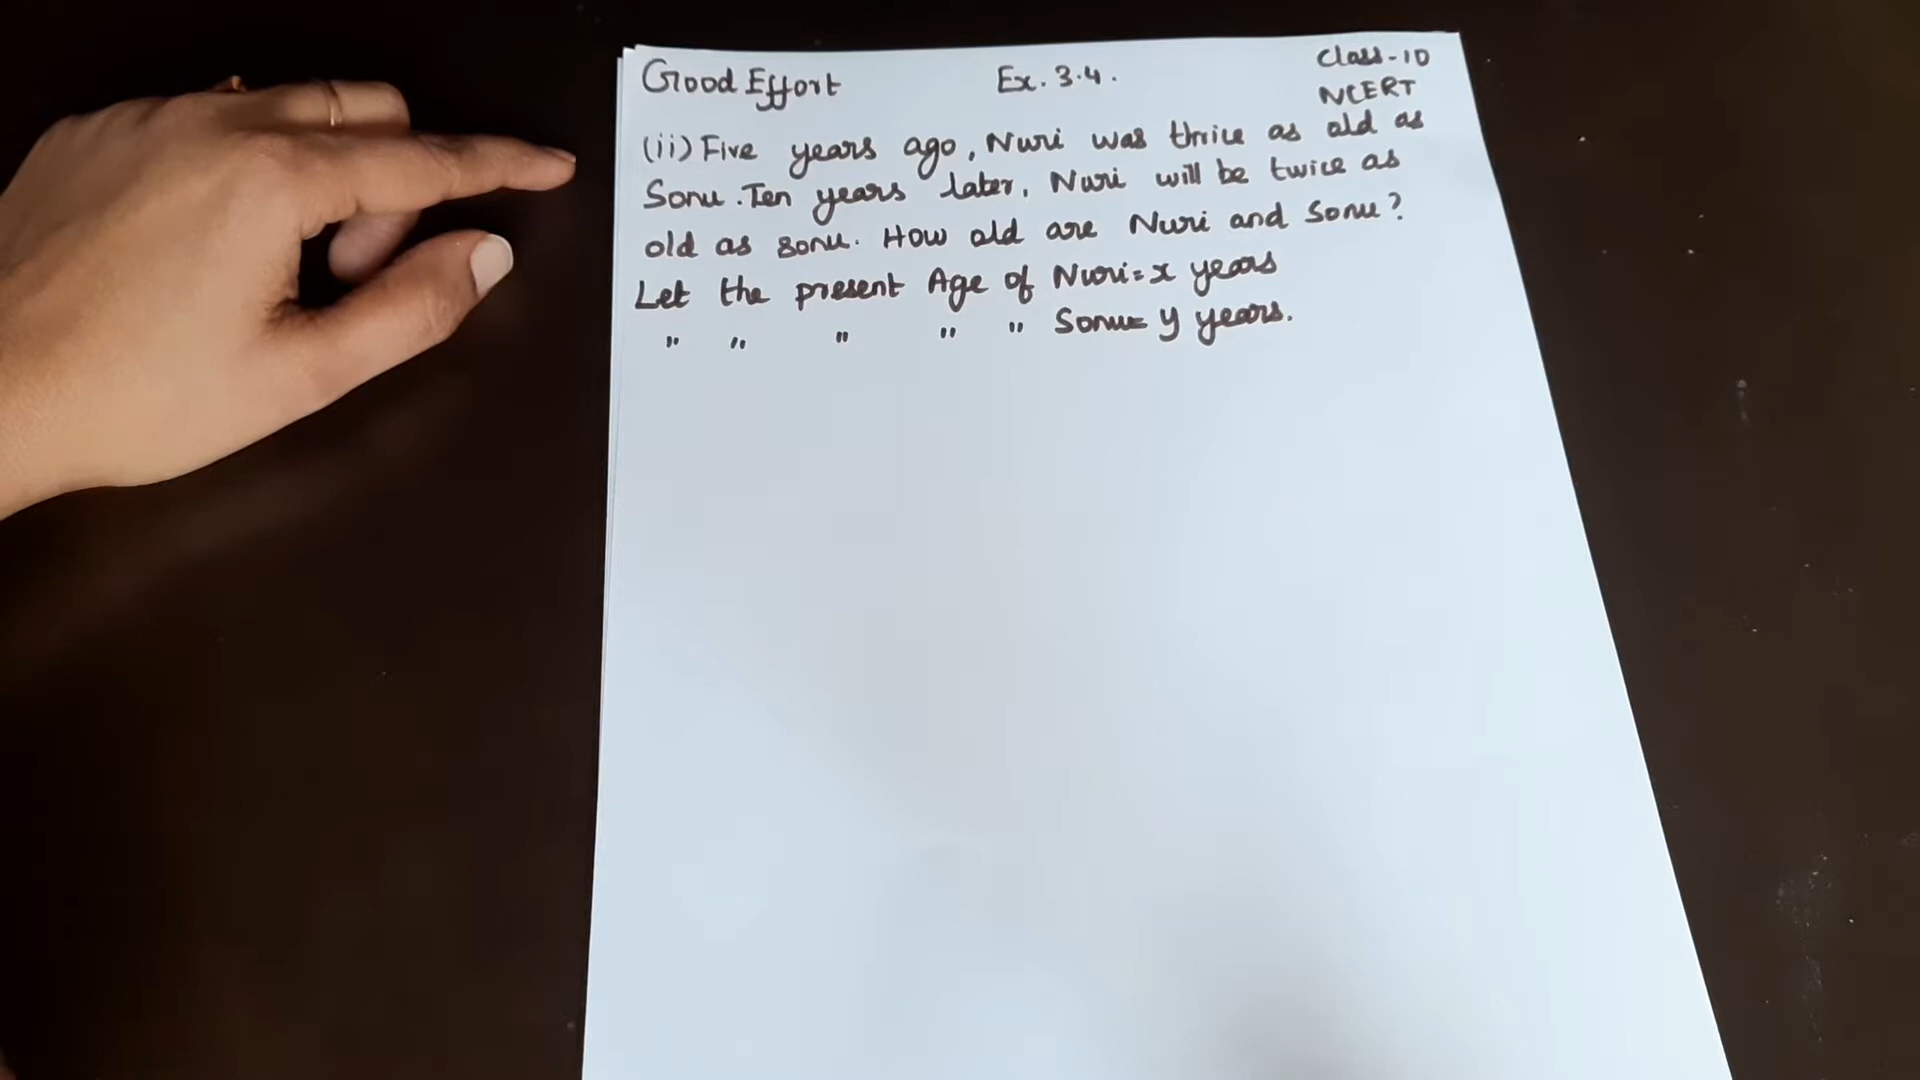 Good Effort Ex. 3.4. Class-10
NCERT
(ii) Five years ago, Nuri was thrice as old as
Sonu. Ten years later, Nuri will be twice as
old as sonu. How old are Nuri and Sonu?
Let the present Age of Nuri = x years
" " " " " Sonu = y years.